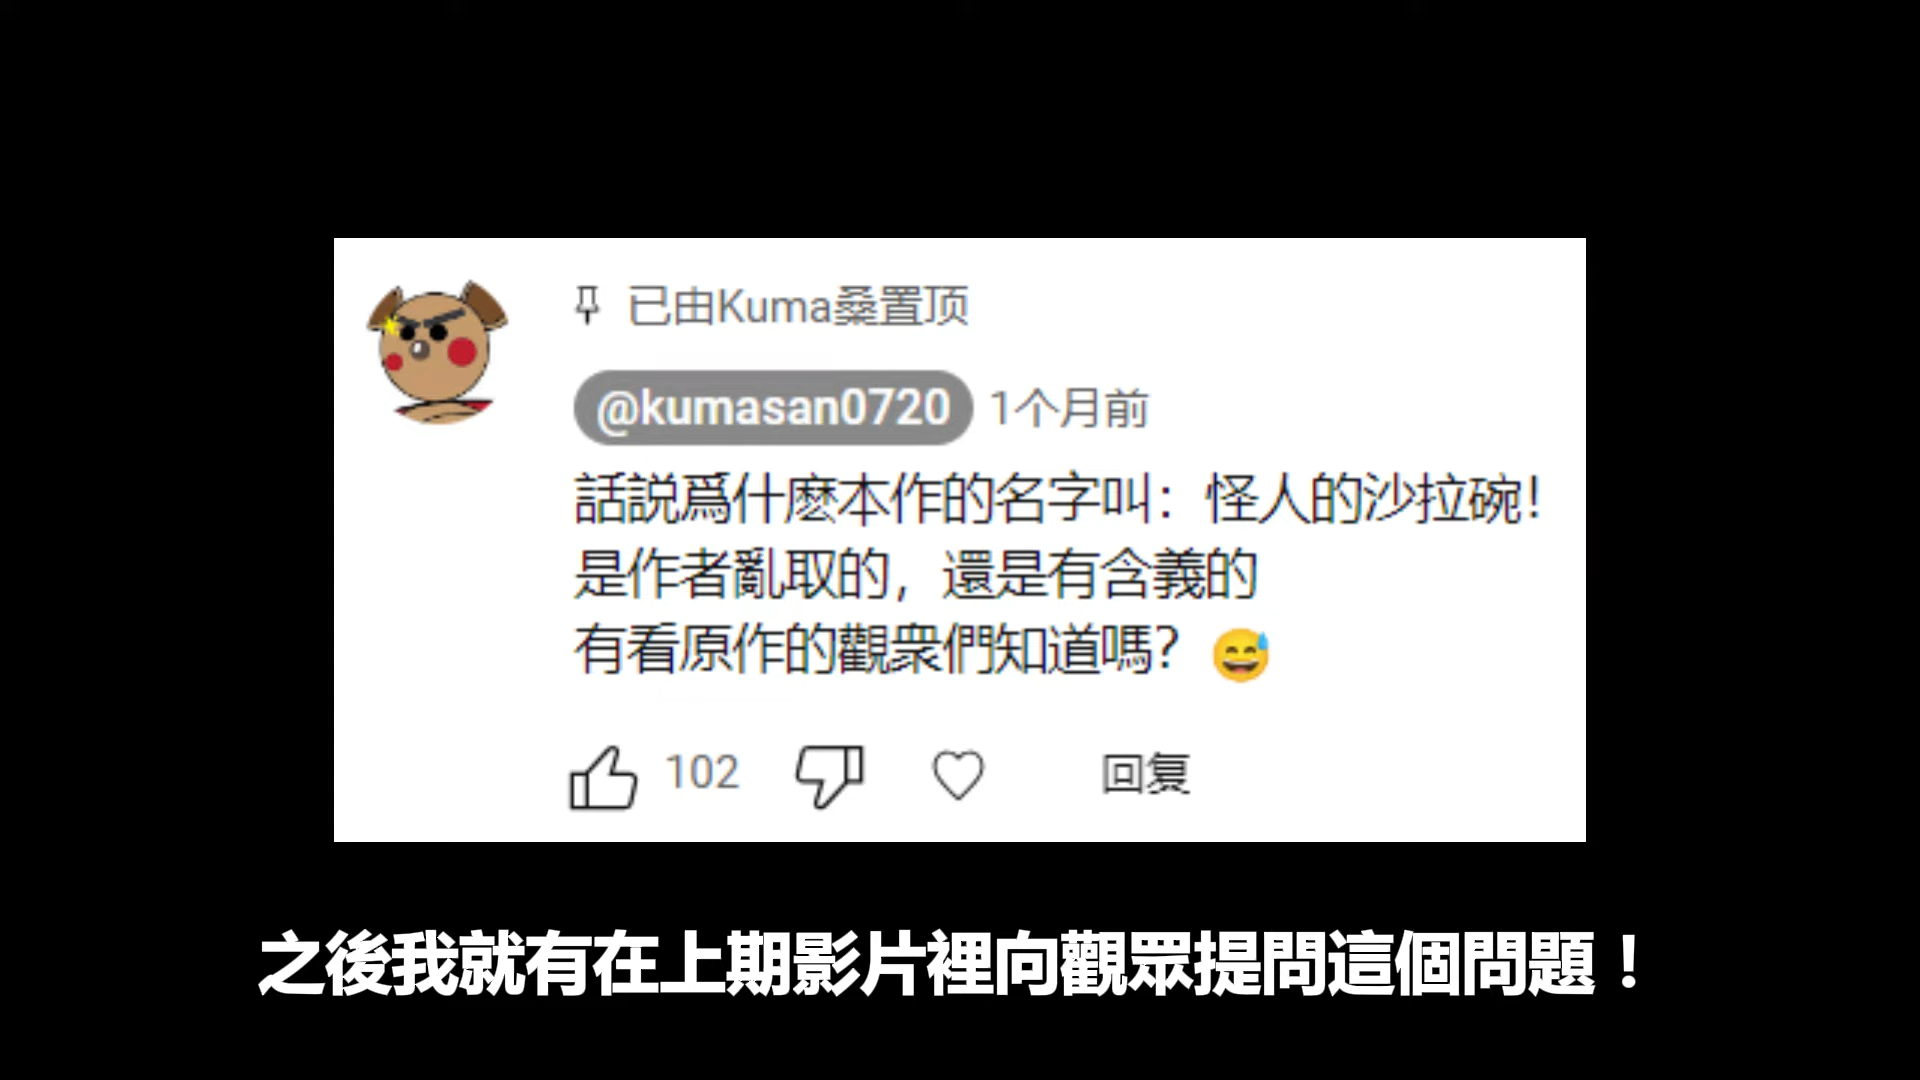 已由Kuma桑置顶
@kumasan0720 1个月前
話説爲什麽本作的名字叫：怪人的沙拉碗！
是作者亂取的，還是有含義的
有看原作的觀衆們知道嗎？😅
102 回复
之後我就有在上期影片裡向觀眾提問這個問題！